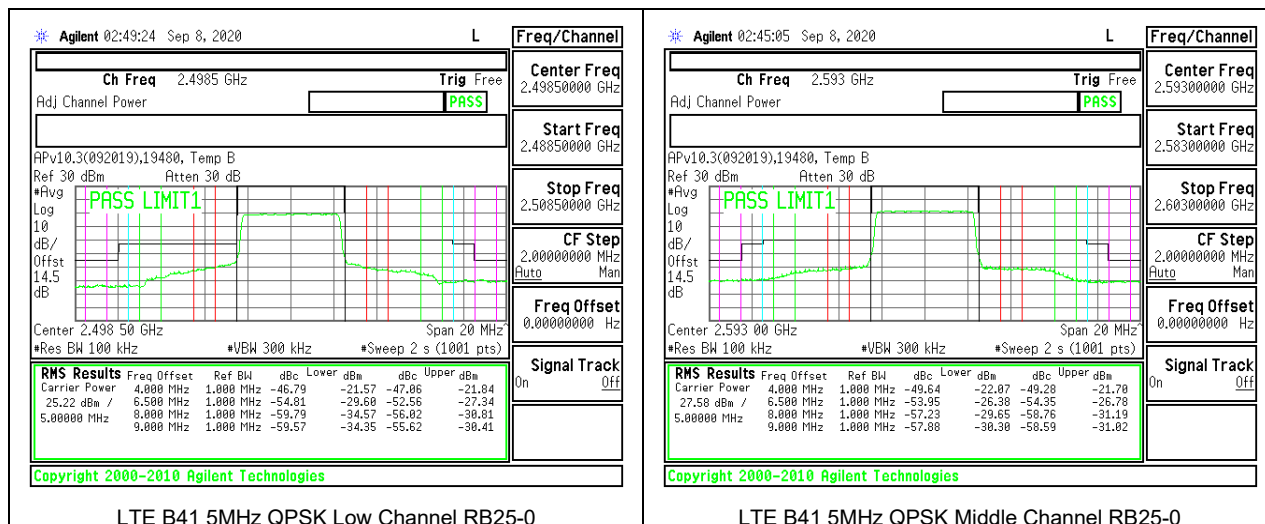 Agilent 02:49:24 Sep 8, 2020 L
Freq/Channel
Ch Freq 2.4985 GHz Trig Free
Adj Channel Power PASS
Center Freq
2.49850000 GHz
Start Freq
2.48850000 GHz
Stop Freq
2.50850000 GHz
CF Step
2.00000000 MHz
Auto Man
Freq Offset
0.00000000 Hz
Signal Track
On Off
APv10.3(092019),19480, Temp B
Ref 30 dBm Atten 30 dB
#Avg
Log
10
dB/
Offst
14.5
dB
PASS LIMIT1
Center 2.498 50 GHz Span 20 MHz^
#Res BW 100 kHz #VBW 300 kHz #Sweep 2 s (1001 pts)
RMS Results Freq Offset Ref BW dBc Lower dBm dBc Upper dBm
Carrier Power 4.000 MHz 1.000 MHz -46.79 -21.57 -47.06 -21.84
25.22 dBm / 6.500 MHz 1.000 MHz -54.81 -29.60 -52.56 -27.34
5.00000 MHz 8.000 MHz 1.000 MHz -59.79 -34.57 -56.02 -30.81
9.000 MHz 1.000 MHz -59.57 -34.35 -55.62 -30.41
Copyright 2000-2010 Agilent Technologies
LTE B41 5MHz QPSK Low Channel RB25-0
Agilent 02:45:05 Sep 8, 2020 L
Freq/Channel
Ch Freq 2.593 GHz Trig Free
Adj Channel Power PASS
Center Freq
2.59300000 GHz
Start Freq
2.58300000 GHz
Stop Freq
2.60300000 GHz
CF Step
2.00000000 MHz
Auto Man
Freq Offset
0.00000000 Hz
Signal Track
On Off
APv10.3(092019),19480, Temp B
Ref 30 dBm Atten 30 dB
#Avg
Log
10
dB/
Offst
14.5
dB
PASS LIMIT1
Center 2.593 00 GHz Span 20 MHz^
#Res BW 100 kHz #VBW 300 kHz #Sweep 2 s (1001 pts)
RMS Results Freq Offset Ref BW dBc Lower dBm dBc Upper dBm
Carrier Power 4.000 MHz 1.000 MHz -49.64 -22.07 -49.28 -21.70
27.58 dBm / 6.500 MHz 1.000 MHz -53.95 -26.38 -54.35 -26.78
5.00000 MHz 8.000 MHz 1.000 MHz -57.23 -29.65 -58.76 -31.19
9.000 MHz 1.000 MHz -57.88 -30.30 -58.59 -31.02
Copyright 2000-2010 Agilent Technologies
LTE B41 5MHz QPSK Middle Channel RB25-0